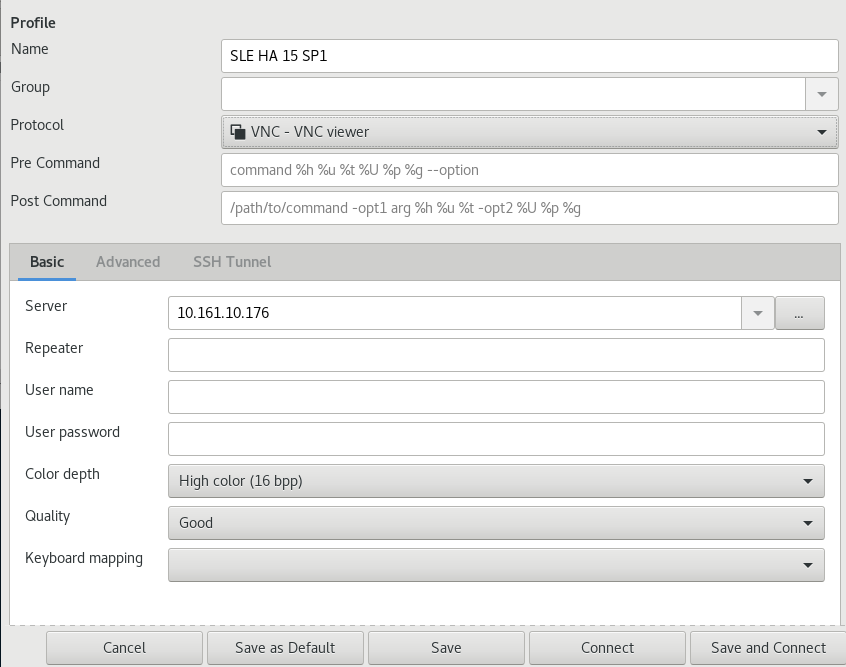 Profile
Name
SLE HA 15 SP1
Group
Protocol
VNC - VNC viewer
Pre Command
command %h %u %t %U %p %g --option
Post Command
/path/to/command -opt1 arg %h %u %t -opt2 %U %p %g
Basic Advanced SSH Tunnel
Server
10.161.10.176
...
Repeater
User name
User password
Color depth
High color (16 bpp)
Quality
Good
Keyboard mapping
Cancel Save as Default Save Connect Save and Connect